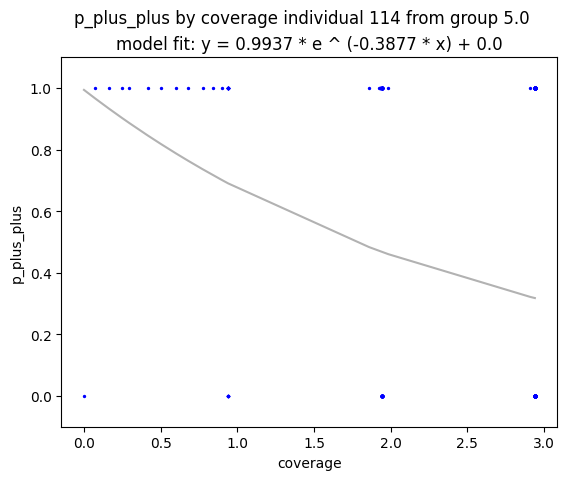 p_plus_plus by coverage individual 114 from group 5.0
model fit: y = 0.9937 * e ^ (-0.3877 * x) + 0.0
1.0
0.8
0.6
0.4
0.2
0.0
p_plus_plus
0.0 0.5 1.0 1.5 2.0 2.5 3.0
coverage